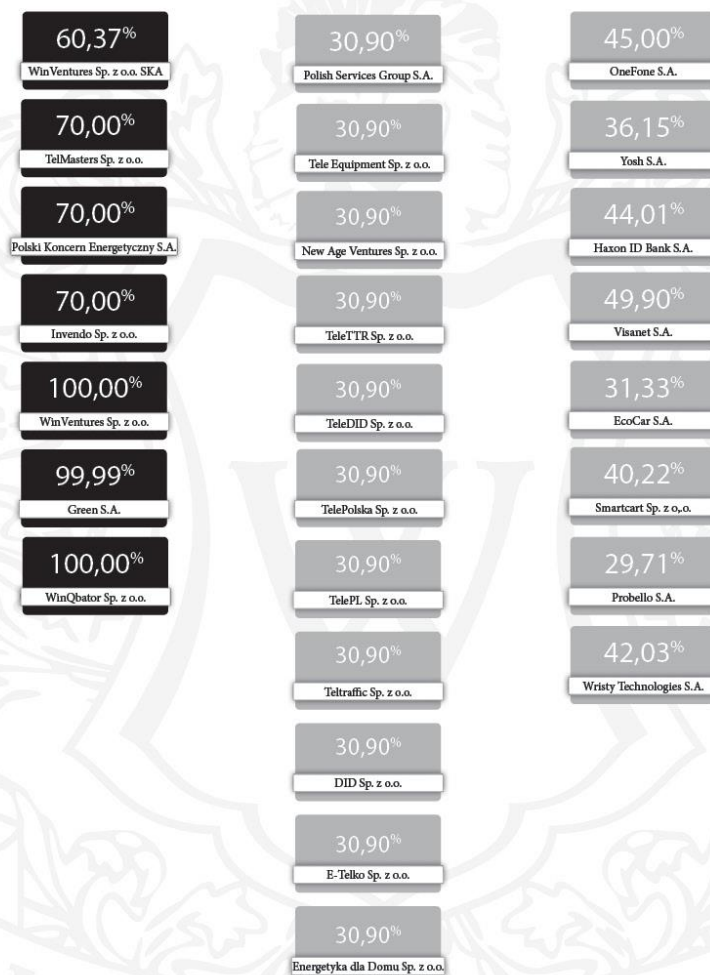 60,37%
WinVentures Sp. z o.o. SKA
70,00%
TelMasters Sp. z o.o.
70,00%
Polski Koncern Energetyczny S.A.
70,00%
Invendo Sp. z o.o.
100,00%
WinVentures Sp. z o.o.
99,99%
Green S.A.
100,00%
WinQbator Sp. z o.o.
30,90%
Polish Services Group S.A.
30,90%
Tele Equipment Sp. z o.o.
30,90%
New Age Ventures Sp. z o.o.
30,90%
TeleTTR Sp. z o.o.
30,90%
TeleDID Sp. z o.o.
30,90%
TelePolska Sp. z o.o.
30,90%
TelePL Sp. z o.o.
30,90%
Teltraffic Sp. z o.o.
30,90%
DID Sp. z o.o.
30,90%
E-Telko Sp. z o.o.
30,90%
Energetyka dla Domu Sp. z o.o.
45,00%
OneFone S.A.
36,15%
Yosh S.A.
44,01%
Haxon ID Bank S.A.
49,90%
Visanet S.A.
31,33%
EcoCar S.A.
40,22%
Smartcart Sp. z o,.o.
29,71%
Probello S.A.
42,03%
Wristy Technologies S.A.
W